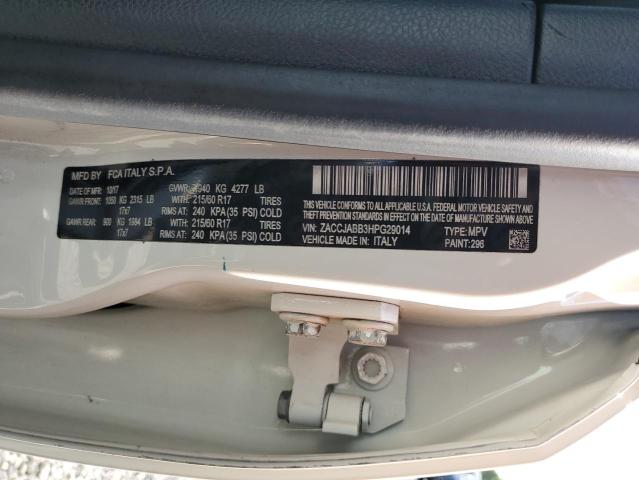 MFD BY FCA ITALY S.P.A.
DATE OF MFR 10/17 GVWR: 1940 KG 4277 LB
GAWR FRONT: 1050 KG 2315 LB WITH: 215/60 R17 TIRES
17x7 RIMS AT: 240 KPA(35 PSI) COLD
GAWR REAR: 900 KG 1984 LB WITH: 215/60 R17 TIRES
17x7 RIMS AT: 240 KPA (35 PSI) COLD
THIS VEHICLE CONFORMS TO ALL APPLICABLE U.S.A.
FEDERAL MOTOR VEHICLE SAFETY, BUMPER, AND
THEFT PREVENTION STANDARDS IN EFFECT ON THE
DATE OF MANUFACTURE SHOWN ABOVE
VIN: ZACCJABB3HPG29014 TYPE: MPV
VEHICLE MADE IN: ITALY PAINT: 296